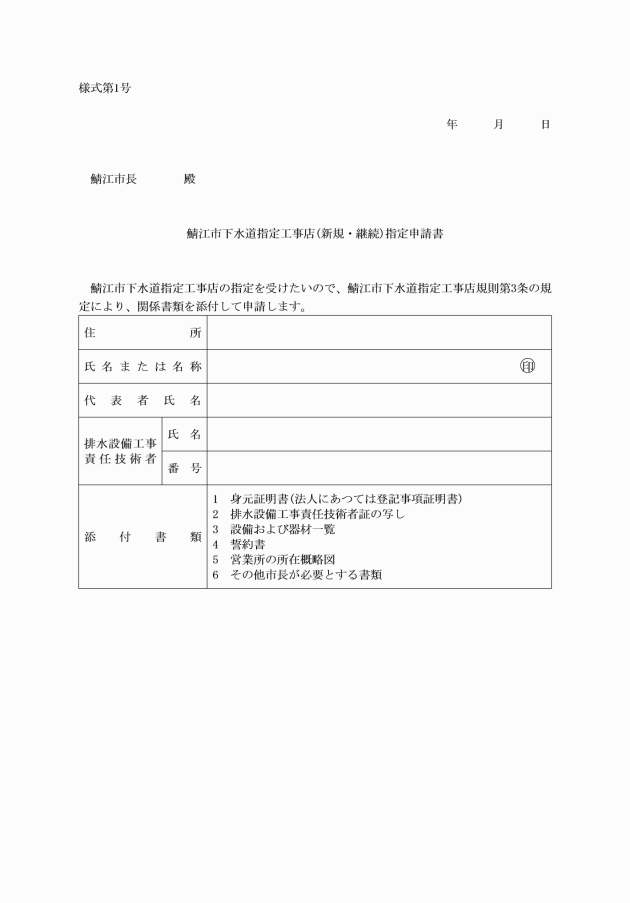 様式第1号
年　　　月　　　日
鯖江市長　　　　殿
鯖江市下水道指定工事店(新規・継続)指定申請書
鯖江市下水道指定工事店の指定を受けたいので、鯖江市下水道指定工事店規則第3条の規
定により、関係書類を添付して申請します。
住所
氏名または名称　㊞
代表者氏名
排水設備工事
責任技術者
氏名
番号
添付書類
1　身元証明書(法人にあつては登記事項証明書)
2　排水設備工事責任技術者証の写し
3　設備および器材一覧
4　誓約書
5　営業所の所在概略図
6　その他市長が必要とする書類